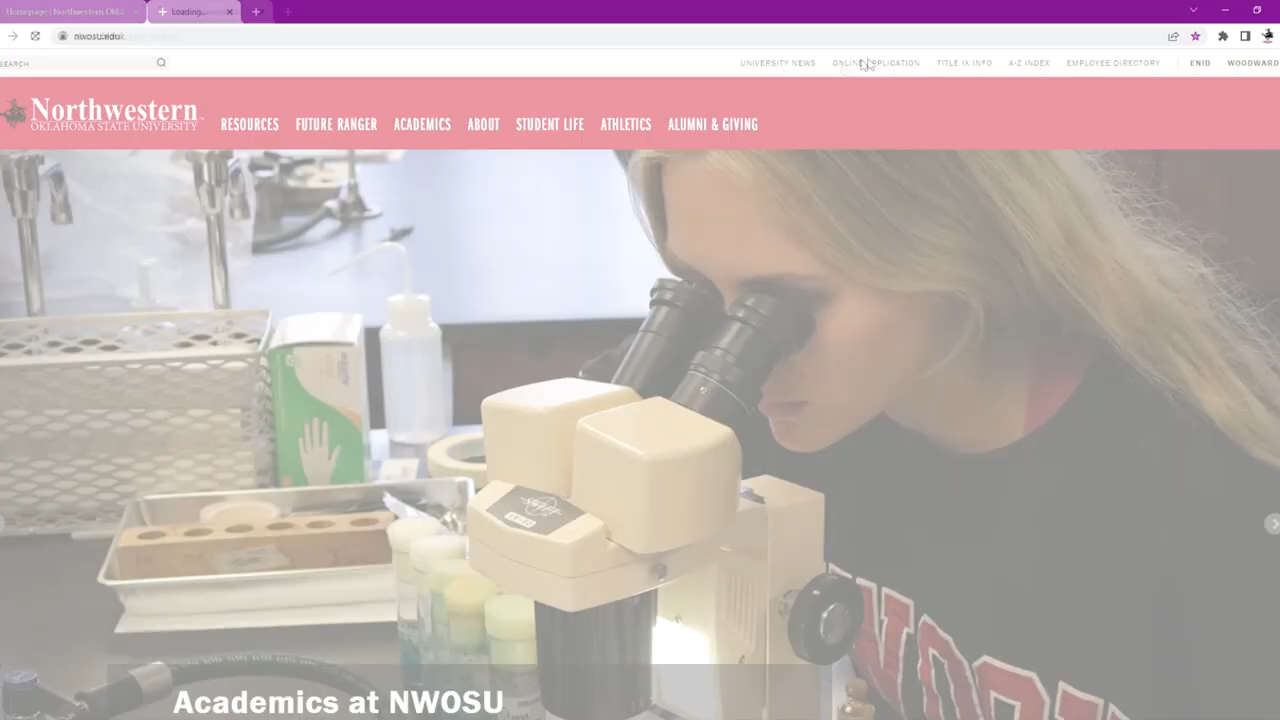 Homepage | Northwestern Okla
Loading...
nwosu.edu
SEARCH
UNIVERSITY NEWS
ONLINE APPLICATION
TITLE IX INFO
A-Z INDEX
EMPLOYEE DIRECTORY
ENID
WOODWARD
Northwestern
OKLAHOMA STATE UNIVERSITY
RESOURCES
FUTURE RANGER
ACADEMICS
ABOUT
STUDENT LIFE
ATHLETICS
ALUMNI & GIVING
Academics at NWOSU